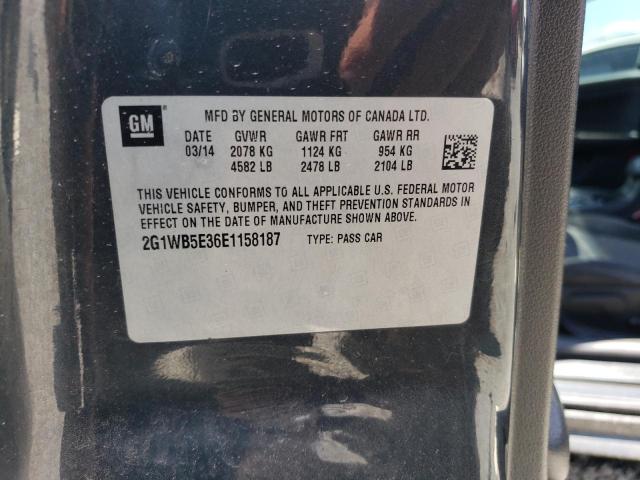 GM
MFD BY GENERAL MOTORS OF CANADA LTD.
DATE GVWR GAWR FRT GAWR RR
03/14 2078 KG 1124 KG 954 KG
4582 LB 2478 LB 2104 LB
THIS VEHICLE CONFORMS TO ALL APPLICABLE U.S. FEDERAL MOTOR
VEHICLE SAFETY, BUMPER, AND THEFT PREVENTION STANDARDS IN
EFFECT ON THE DATE OF MANUFACTURE SHOWN ABOVE.
2G1WB5E36E1158187 TYPE: PASS CAR